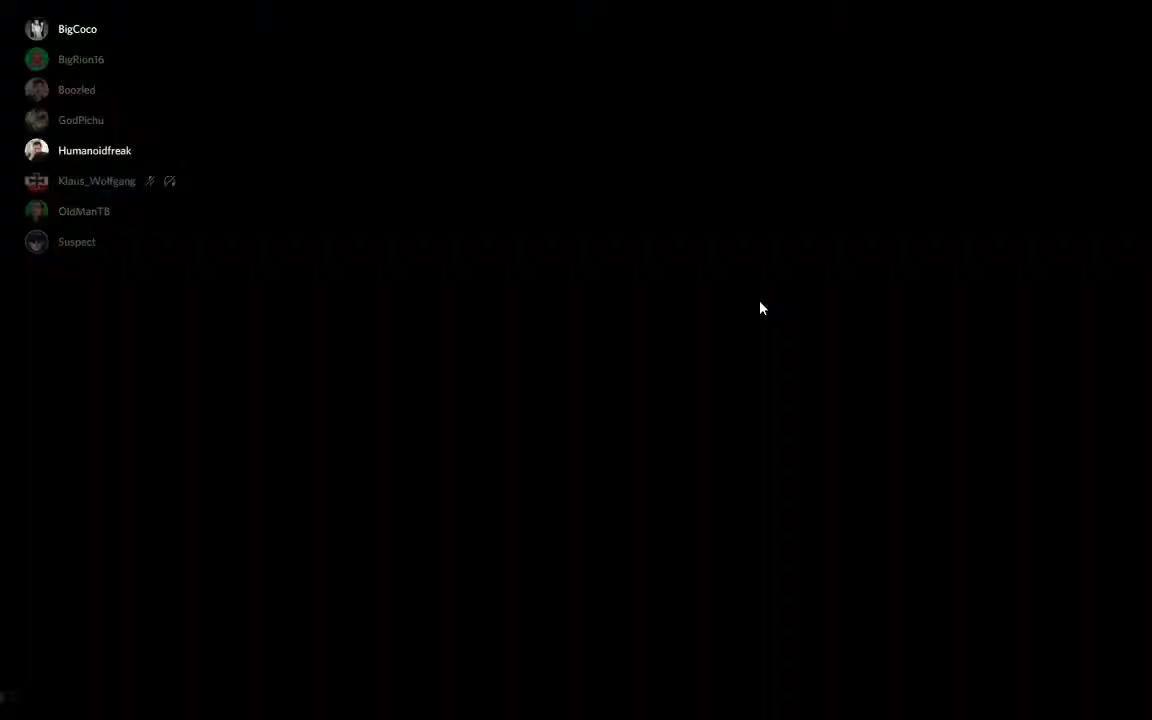 BigCoco
BigRion16
Boozled
GodPichu
Humanoidfreak
Klaus_Wolfgang
OldManTB
Suspect